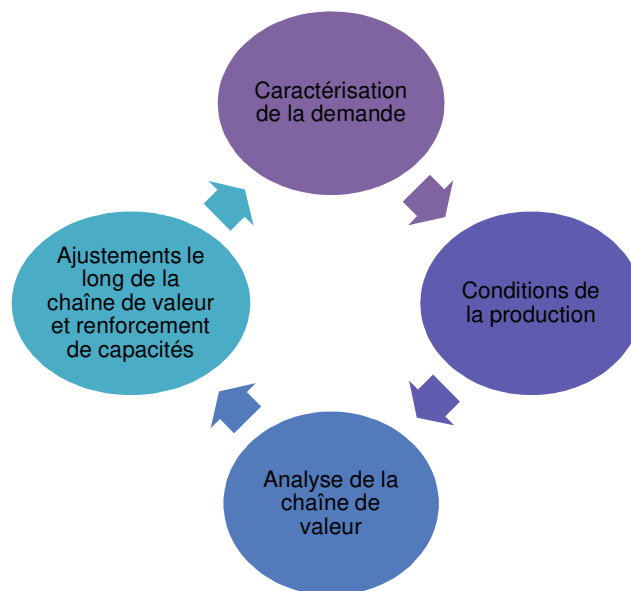 Caractérisation
de la demande
Conditions de
la production
Analyse de la
chaîne de
valeur
Ajustements le
long de la
chaîne de valeur
et renforcement
de capacités